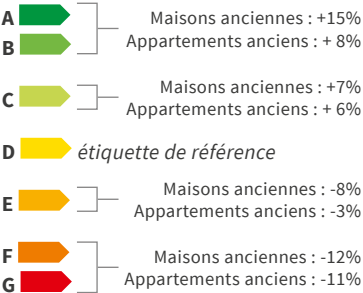 A
Maisons anciennes : +15%
B
Appartements anciens : + 8%
Maisons anciennes : +7%
C
Appartements anciens : + 6%
D étiquette de référence
Maisons anciennes : -8%
E
Appartements anciens : -3%
F
Maisons anciennes : -12%
G
Appartements anciens : -11%